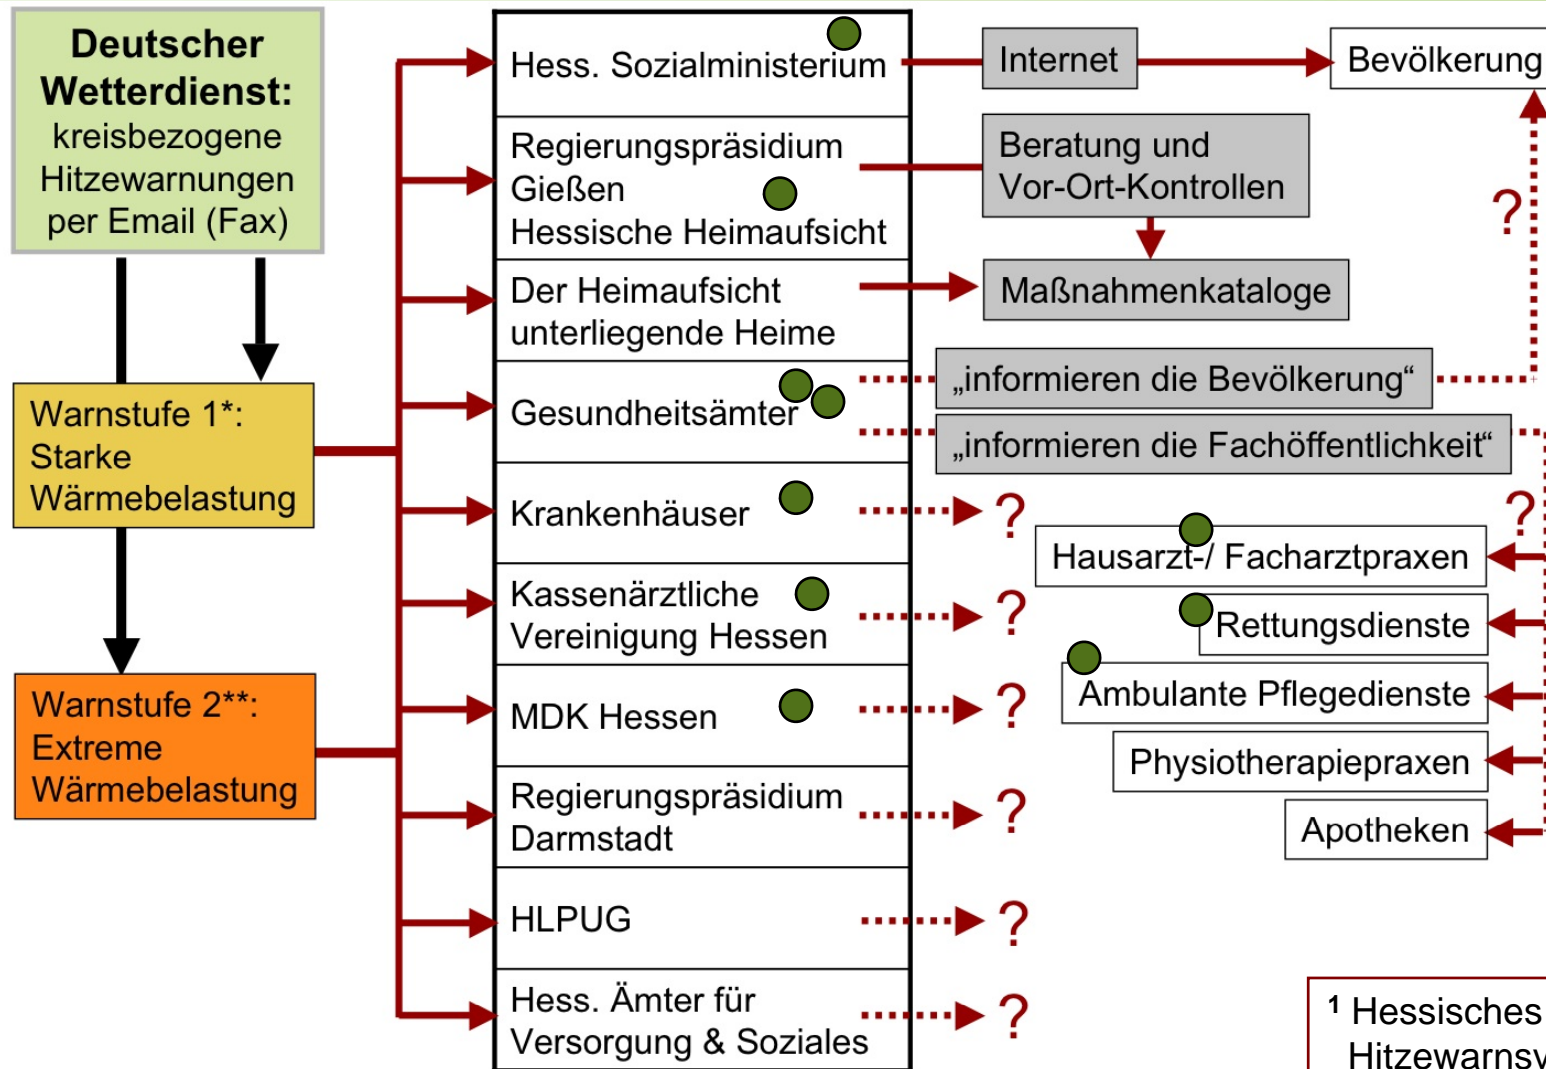 Deutscher
Wetterdienst:
kreisbezogene
Hitzewarnungen
per Email (Fax)
Warnstufe 1*:
Starke
Wärmebelastung
Warnstufe 2**:
Extreme
Wärmebelastung
Hess. Sozialministerium
Regierungspräsidium
Gießen
Hessische Heimaufsicht
Der Heimaufsicht
unterliegende Heime
Gesundheitsämter
Krankenhäuser
Kassenärztliche
Vereinigung Hessen
MDK Hessen
Regierungspräsidium
Darmstadt
HLPUG
Hess. Ämter für
Versorgung & Soziales
Internet
Bevölkerung
Beratung und
Vor-Ort-Kontrollen
?
Maßnahmenkataloge
„informieren die Bevölkerung“
„informieren die Fachöffentlichkeit“
?
?
?
?
?
?
?
Hausarzt-/ Facharztpraxen
Rettungsdienste
Ambulante Pflegedienste
Physiotherapiepraxen
Apotheken
¹ Hessisches